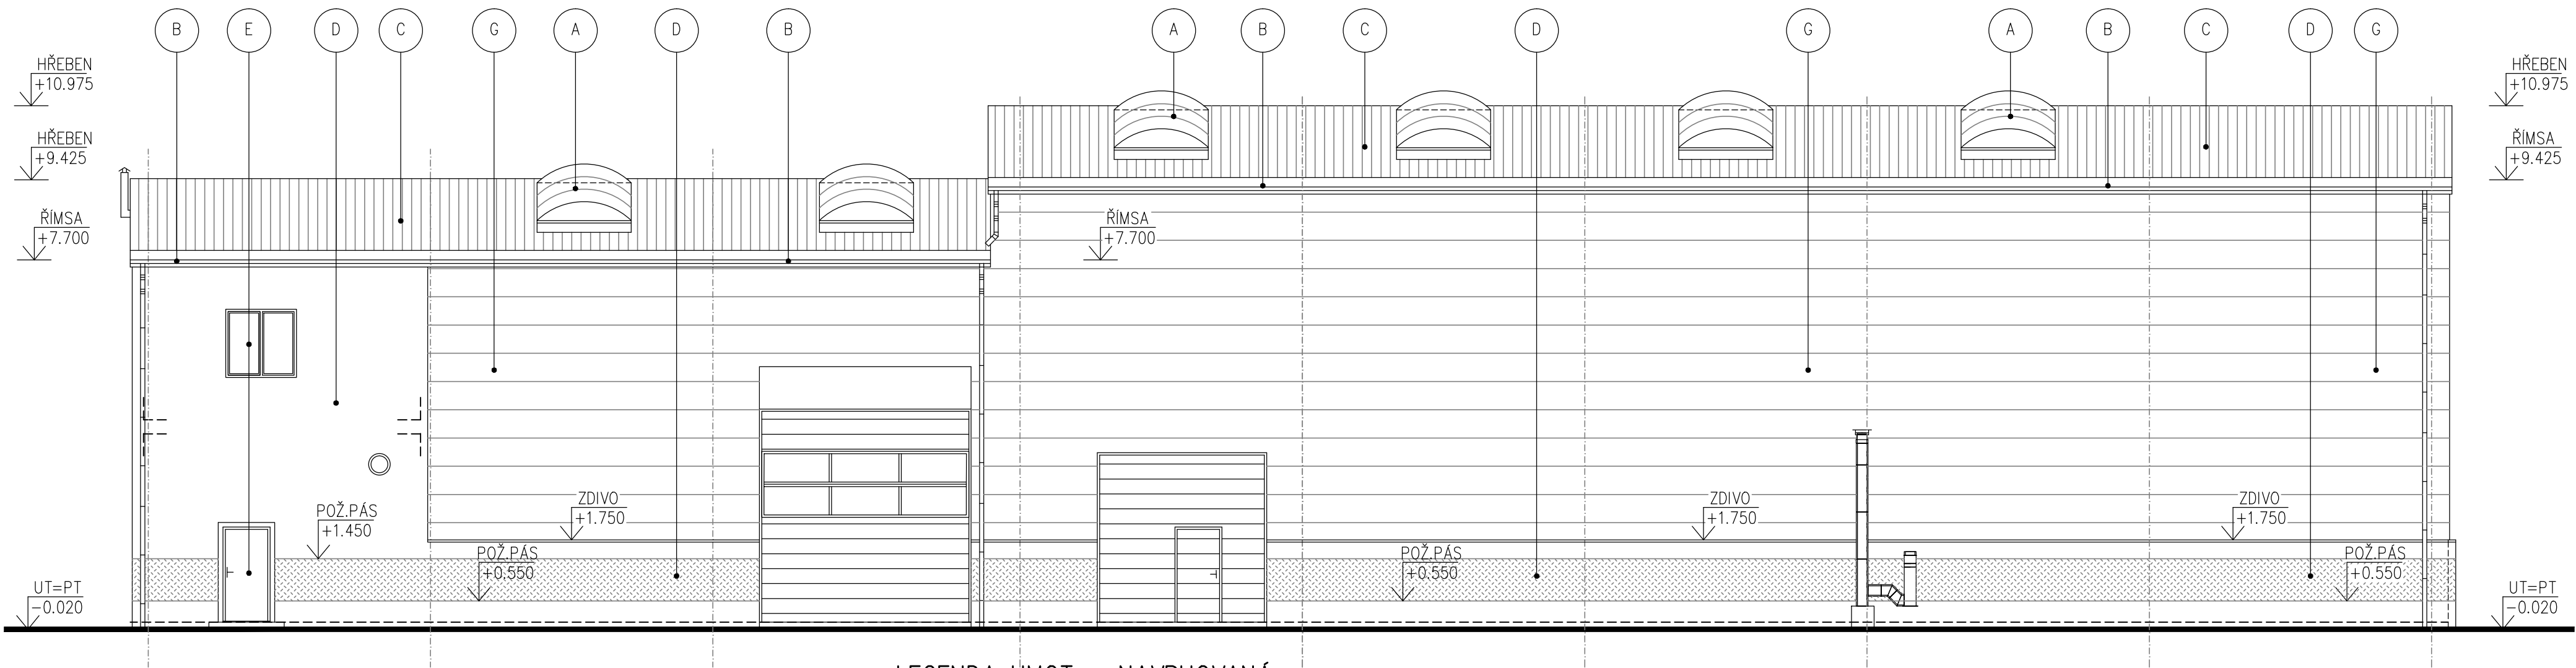 B E D C G A D B A B C D G A B C D G
HŘEBEN
+10.975
HŘEBEN
+10.975
HŘEBEN
+9.425
ŘÍMSA
+9.425
ŘÍMSA
+7.700
ŘÍMSA
+7.700
ZDIVO
+1.750
ZDIVO
+1.750
ZDIVO
+1.750
POŽ.PÁS
+1.450
POŽ.PÁS
+0.550
POŽ.PÁS
+0.550
POŽ.PÁS
+0.550
UT=PT
-0.020
UT=PT
-0.020